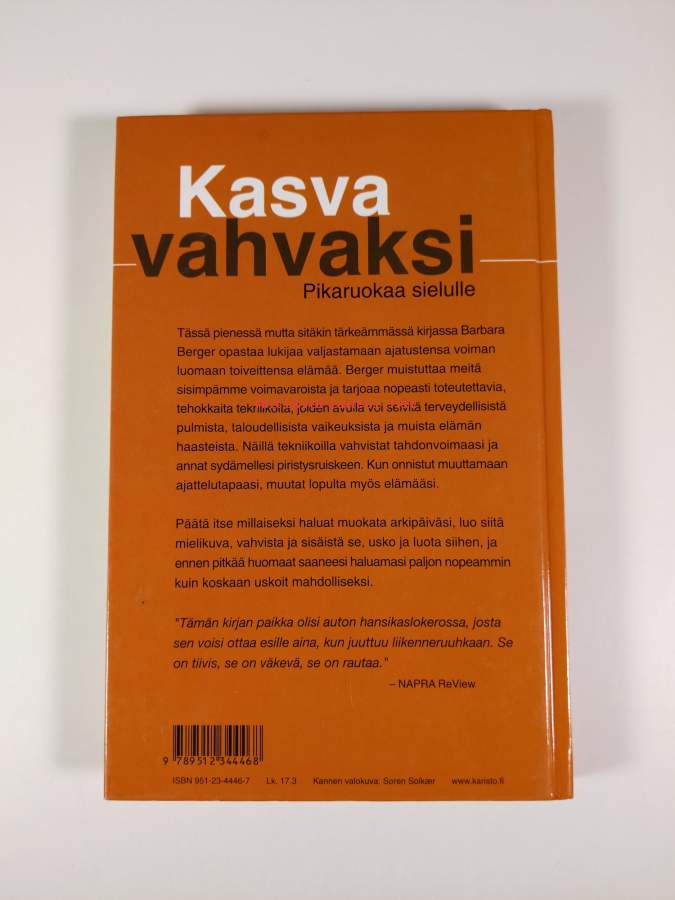 Kasva
vahvaksi
Pikaruokaa sielulle
Tässä pienessä mutta sitäkin tärkeämmässä kirjassa Barbara
Berger opastaa lukijaa valjastamaan ajatustensa voiman
luomaan toiveittensa elämää. Berger muistuttaa meitä
sisimpämme voimavaroista ja tarjoaa nopeasti toteutettavia,
tehokkaita tekniikoita, joiden avulla voi selvitä terveydellisistä
pulmista, taloudellisista vaikeuksista ja muista elämän
haasteista. Näillä tekniikoilla vahvistat tahdonvoimaasi ja
annat sydämellesi piristysruiskeen. Kun onnistut muuttamaan
ajattelutapaasi, muutat lopulta myös elämääsi.
Päätä itse millaiseksi haluat muokata arkipäiväsi, luo siitä
mielikuva, vahvista ja sisäistä se, usko ja luota siihen, ja
ennen pitkää huomaat saaneesi haluamasi paljon nopeammin
kuin koskaan uskoit mahdolliseksi.
"Tämän kirjan paikka olisi auton hansikaslokerossa, josta
sen voisi ottaa esille aina, kun juuttuu liikenneruuhkaan. Se
on tiivis, se on väkevä, se on rautaa."
– NAPRA ReView
9 789512 344468
ISBN 951-23-4446-7 Lk. 17.3 Kannen valokuva: Soren Solkær www.karisto.fi